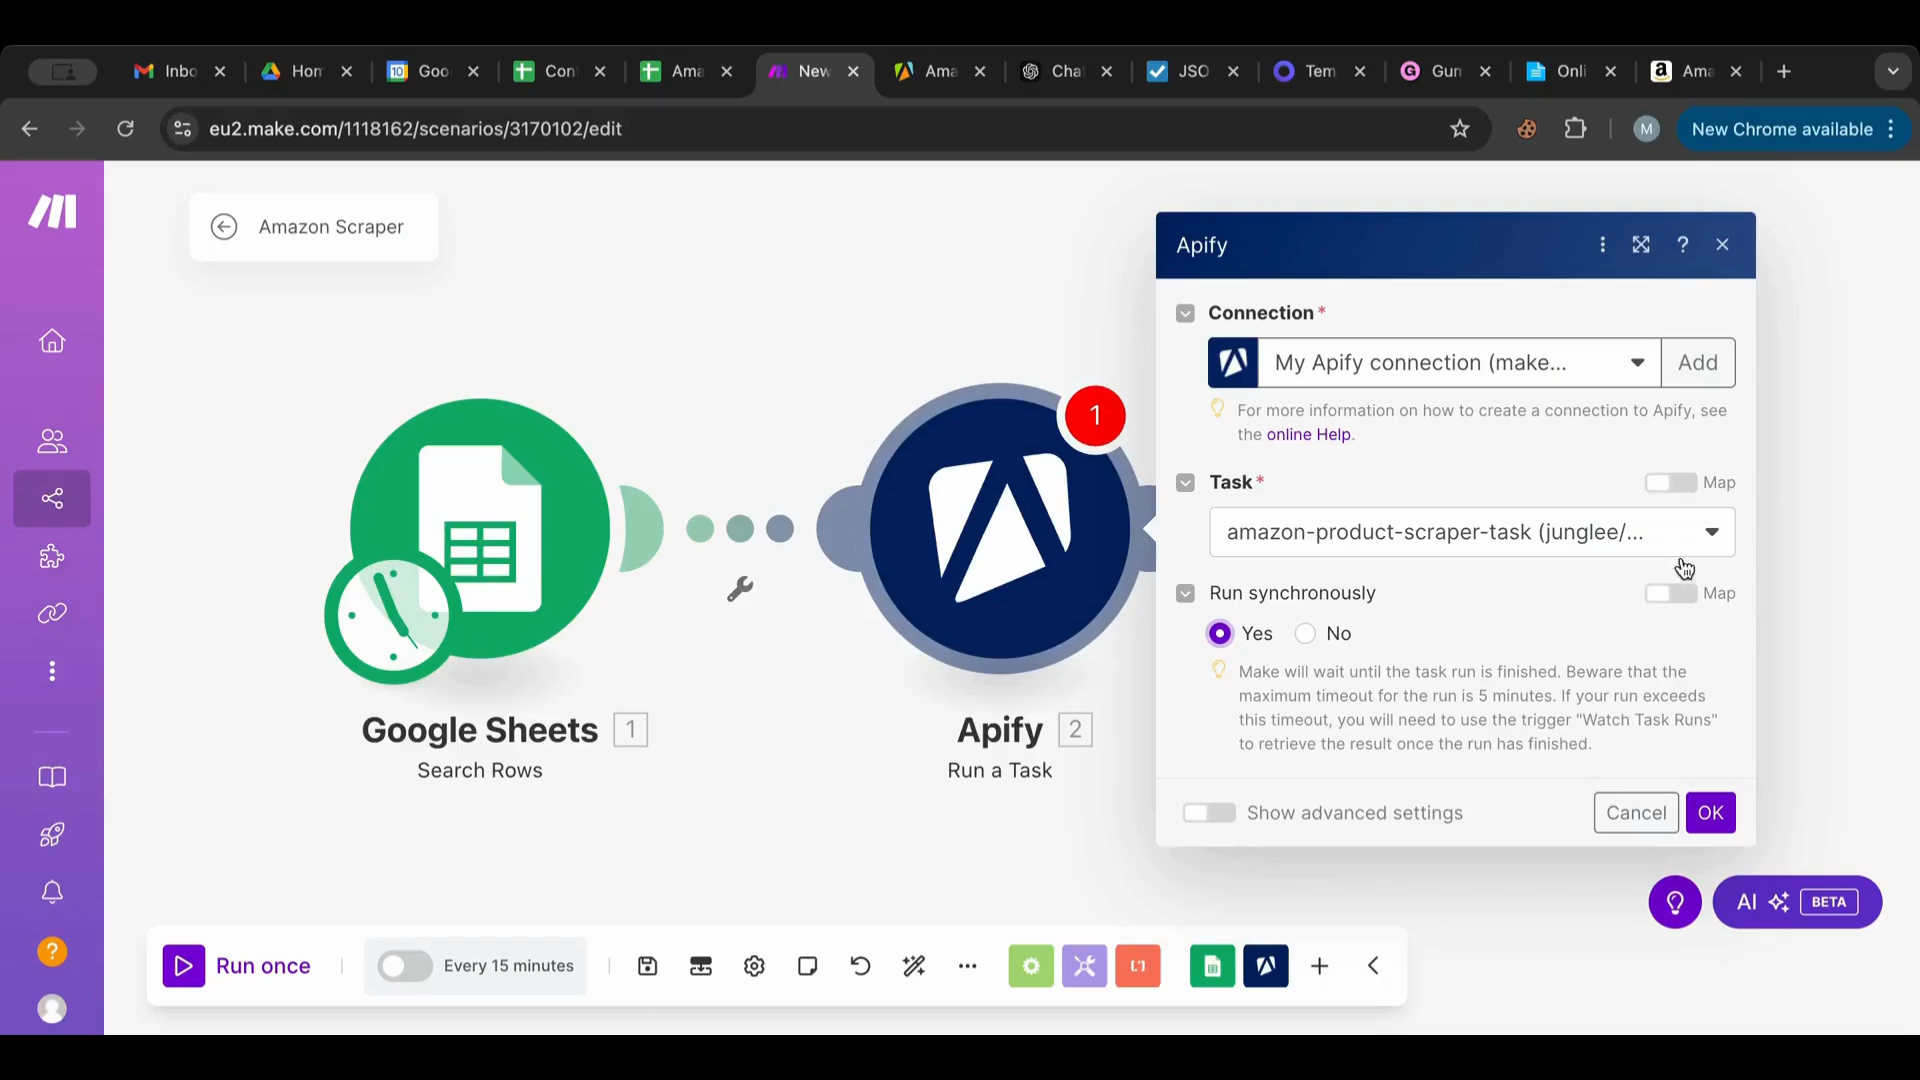 Inbo
Hon
10
Goo
Con
Ama
New
Ama
Cha
JSO
Tem
G
Gun
Onli
a
Ama
eu2.make.com/1118162/scenarios/3170102/edit
M
New Chrome available
Amazon Scraper
Apify
?
Connection *
My Apify connection (make...
Add
For more information on how to create a connection to Apify, see
the online Help.
1
Task *
Map
amazon-product-scraper-task (junglee/...
Run synchronously
Map
Yes
No
Make will wait until the task run is finished. Beware that the
maximum timeout for the run is 5 minutes. If your run exceeds
this timeout, you will need to use the trigger "Watch Task Runs"
to retrieve the result once the run has finished.
Google Sheets 1
Search Rows
Apify 2
Run a Task
Show advanced settings
Cancel
OK
AI
BETA
?
Run once
Every 15 minutes